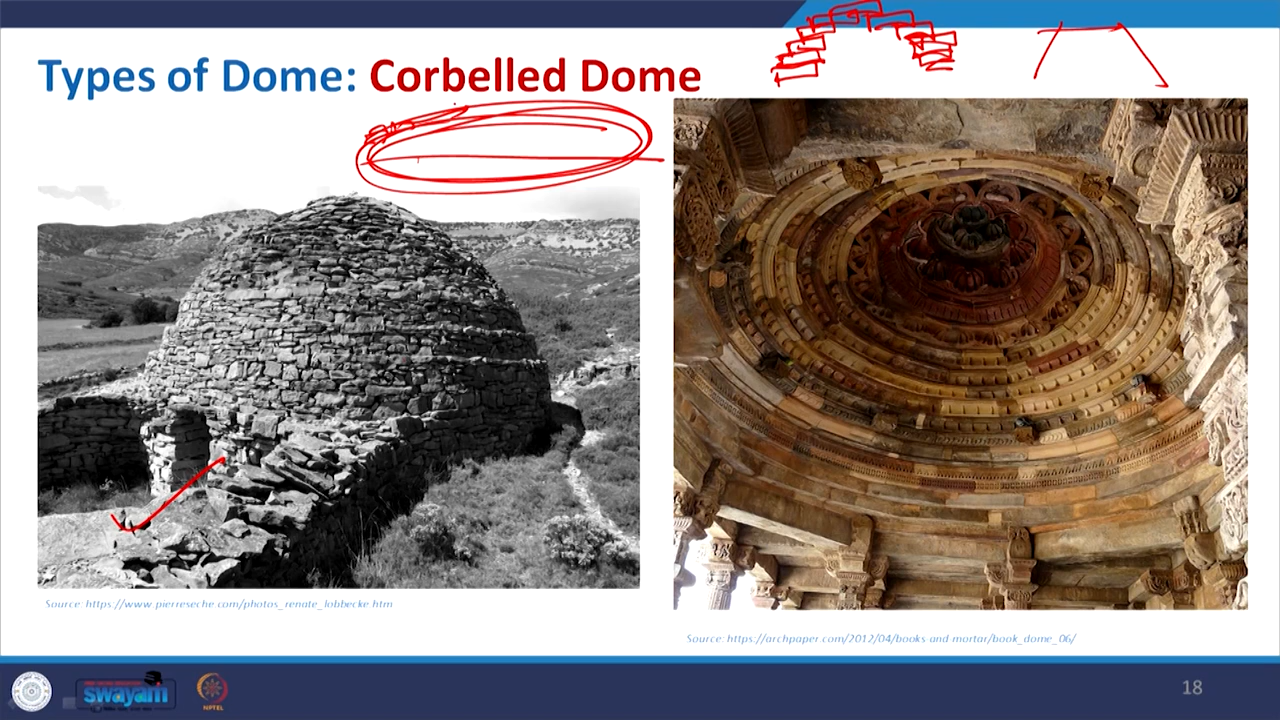 Types of Dome: Corbelled Dome
Source: https://www.pierreseche.com/photos_renate_lobbecke htm
Source: https://archpaper.com/2012/04/books and mortar/book_dome_06/
swayam
NPTEL
18